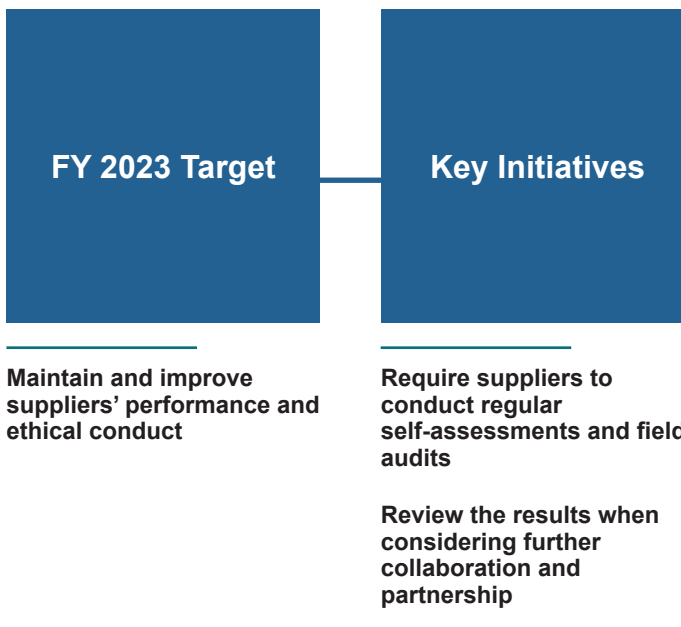 FY 2023 Target
Key Initiatives
Maintain and improve
suppliers’ performance and
ethical conduct
Require suppliers to
conduct regular
self-assessments and field
audits
Review the results when
considering further
collaboration and
partnership